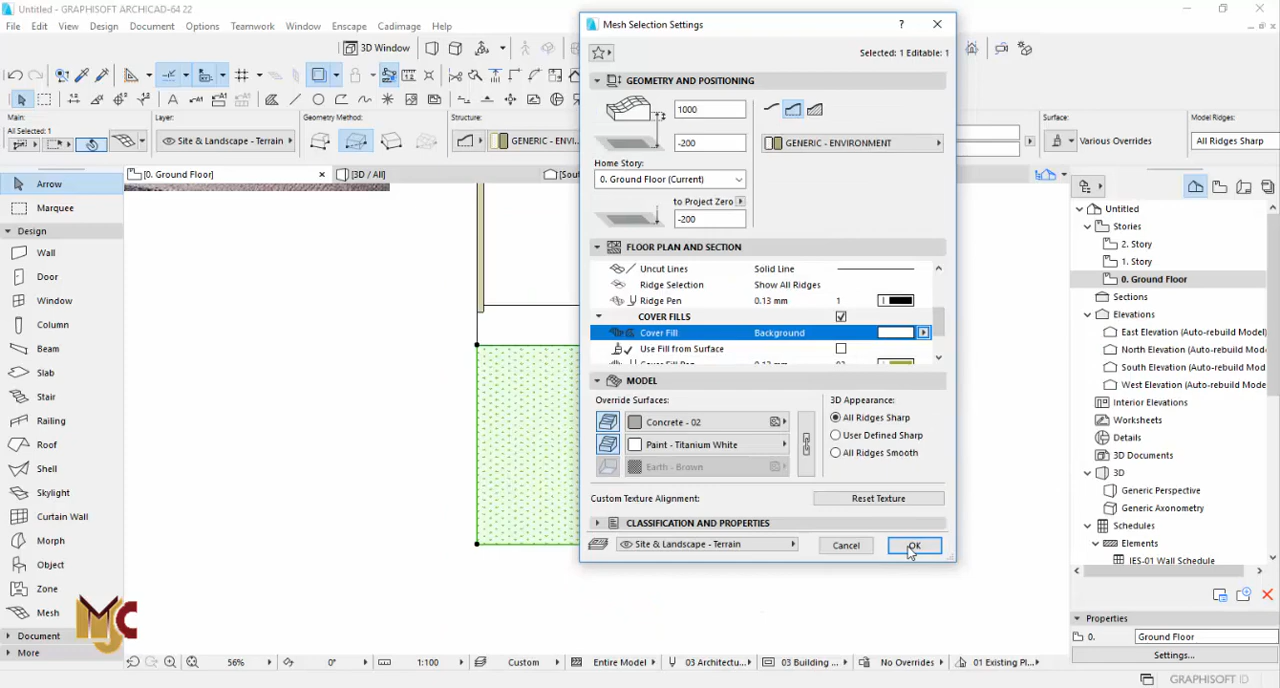 Untitled - GRAPHISOFT ARCHICAD-64 22
File Edit View Design Options Teamwork Window Enscape Cadimage Help
3D Window
Main:
All Selected: 1
Layer:
Site & Landscape - Terrain
Geometry Method:
Structure:
GENERIC - ENVI
Surface:
Various Overrides
Model Ridges:
All Ridges Sharp
[0. Ground Floor]
[3D / All]
[Sou
Arrow
Marquee
Design
Wall
Door
Window
Column
Beam
Slab
Stair
Railing
Roof
Shell
Skylight
Curtain Wall
Morph
Object
Zone
Mesh
Document
More
MJC
Mesh Selection Settings
?
Selected: 1 Editable: 1
GEOMETRY AND POSITIONING
1000
-200
GENERIC - ENVIRONMENT
Home Story:
0. Ground Floor (Current)
to Project Zero
-200
FLOOR PLAN AND SECTION
Uncut Lines Solid Line
Ridge Selection Show All Ridges
Ridge Pen 0.13 mm 1
COVER FILLS
Cover Fill Background
Use Fill from Surface
MODEL
Override Surfaces:
Concrete - 02
Paint - Titanium White
Earth - Brown
3D Appearance:
All Ridges Sharp
User Defined Sharp
All Ridges Smooth
Custom Texture Alignment:
Reset Texture
CLASSIFICATION AND PROPERTIES
Site & Landscape - Terrain
Cancel
OK
Untitled
Stories
2. Story
1. Story
0. Ground Floor
Sections
Elevations
East Elevation (Auto-rebuild Model)
North Elevation (Auto-rebuild Model)
South Elevation (Auto-rebuild Model)
West Elevation (Auto-rebuild Mode
Interior Elevations
Worksheets
Details
3D Documents
3D
Generic Perspective
Generic Axonometry
Schedules
Elements
IES-01 Wall Schedule
Properties
0. Ground Floor
Settings...
56% 0° 1:100 Custom Entire Model 03 Architectu... 03 Building ... No Overrides 01 Existing Pl...
GRAPHISOFT ID